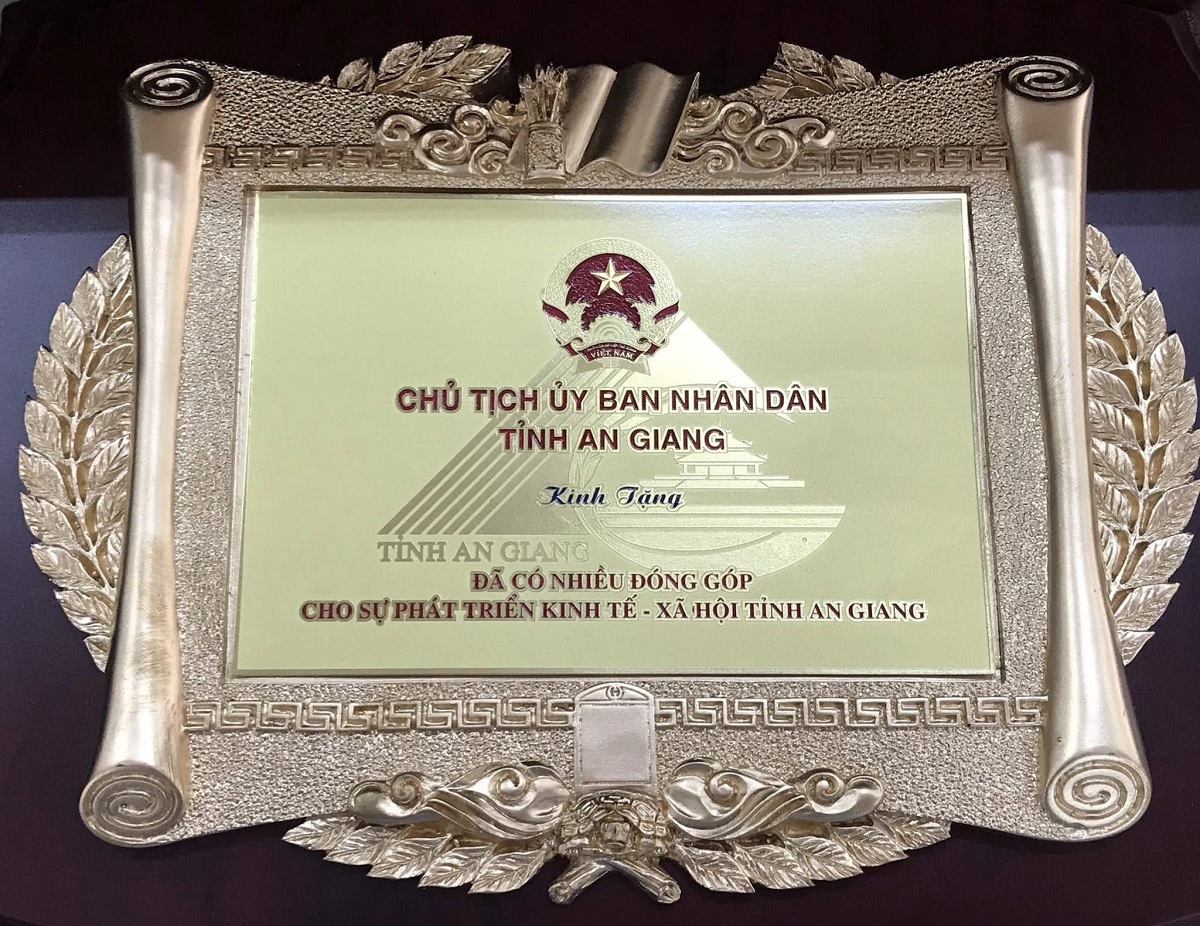 VIỆT NAM
CHỦ TỊCH ỦY BAN NHÂN DÂN
TỈNH AN GIANG
Kinh Tặng
TỈNH AN GIANG
ĐÃ CÓ NHIỀU ĐÓNG GÓP
CHO SỰ PHÁT TRIỂN KINH TẾ - XÃ HỘI TỈNH AN GIANG